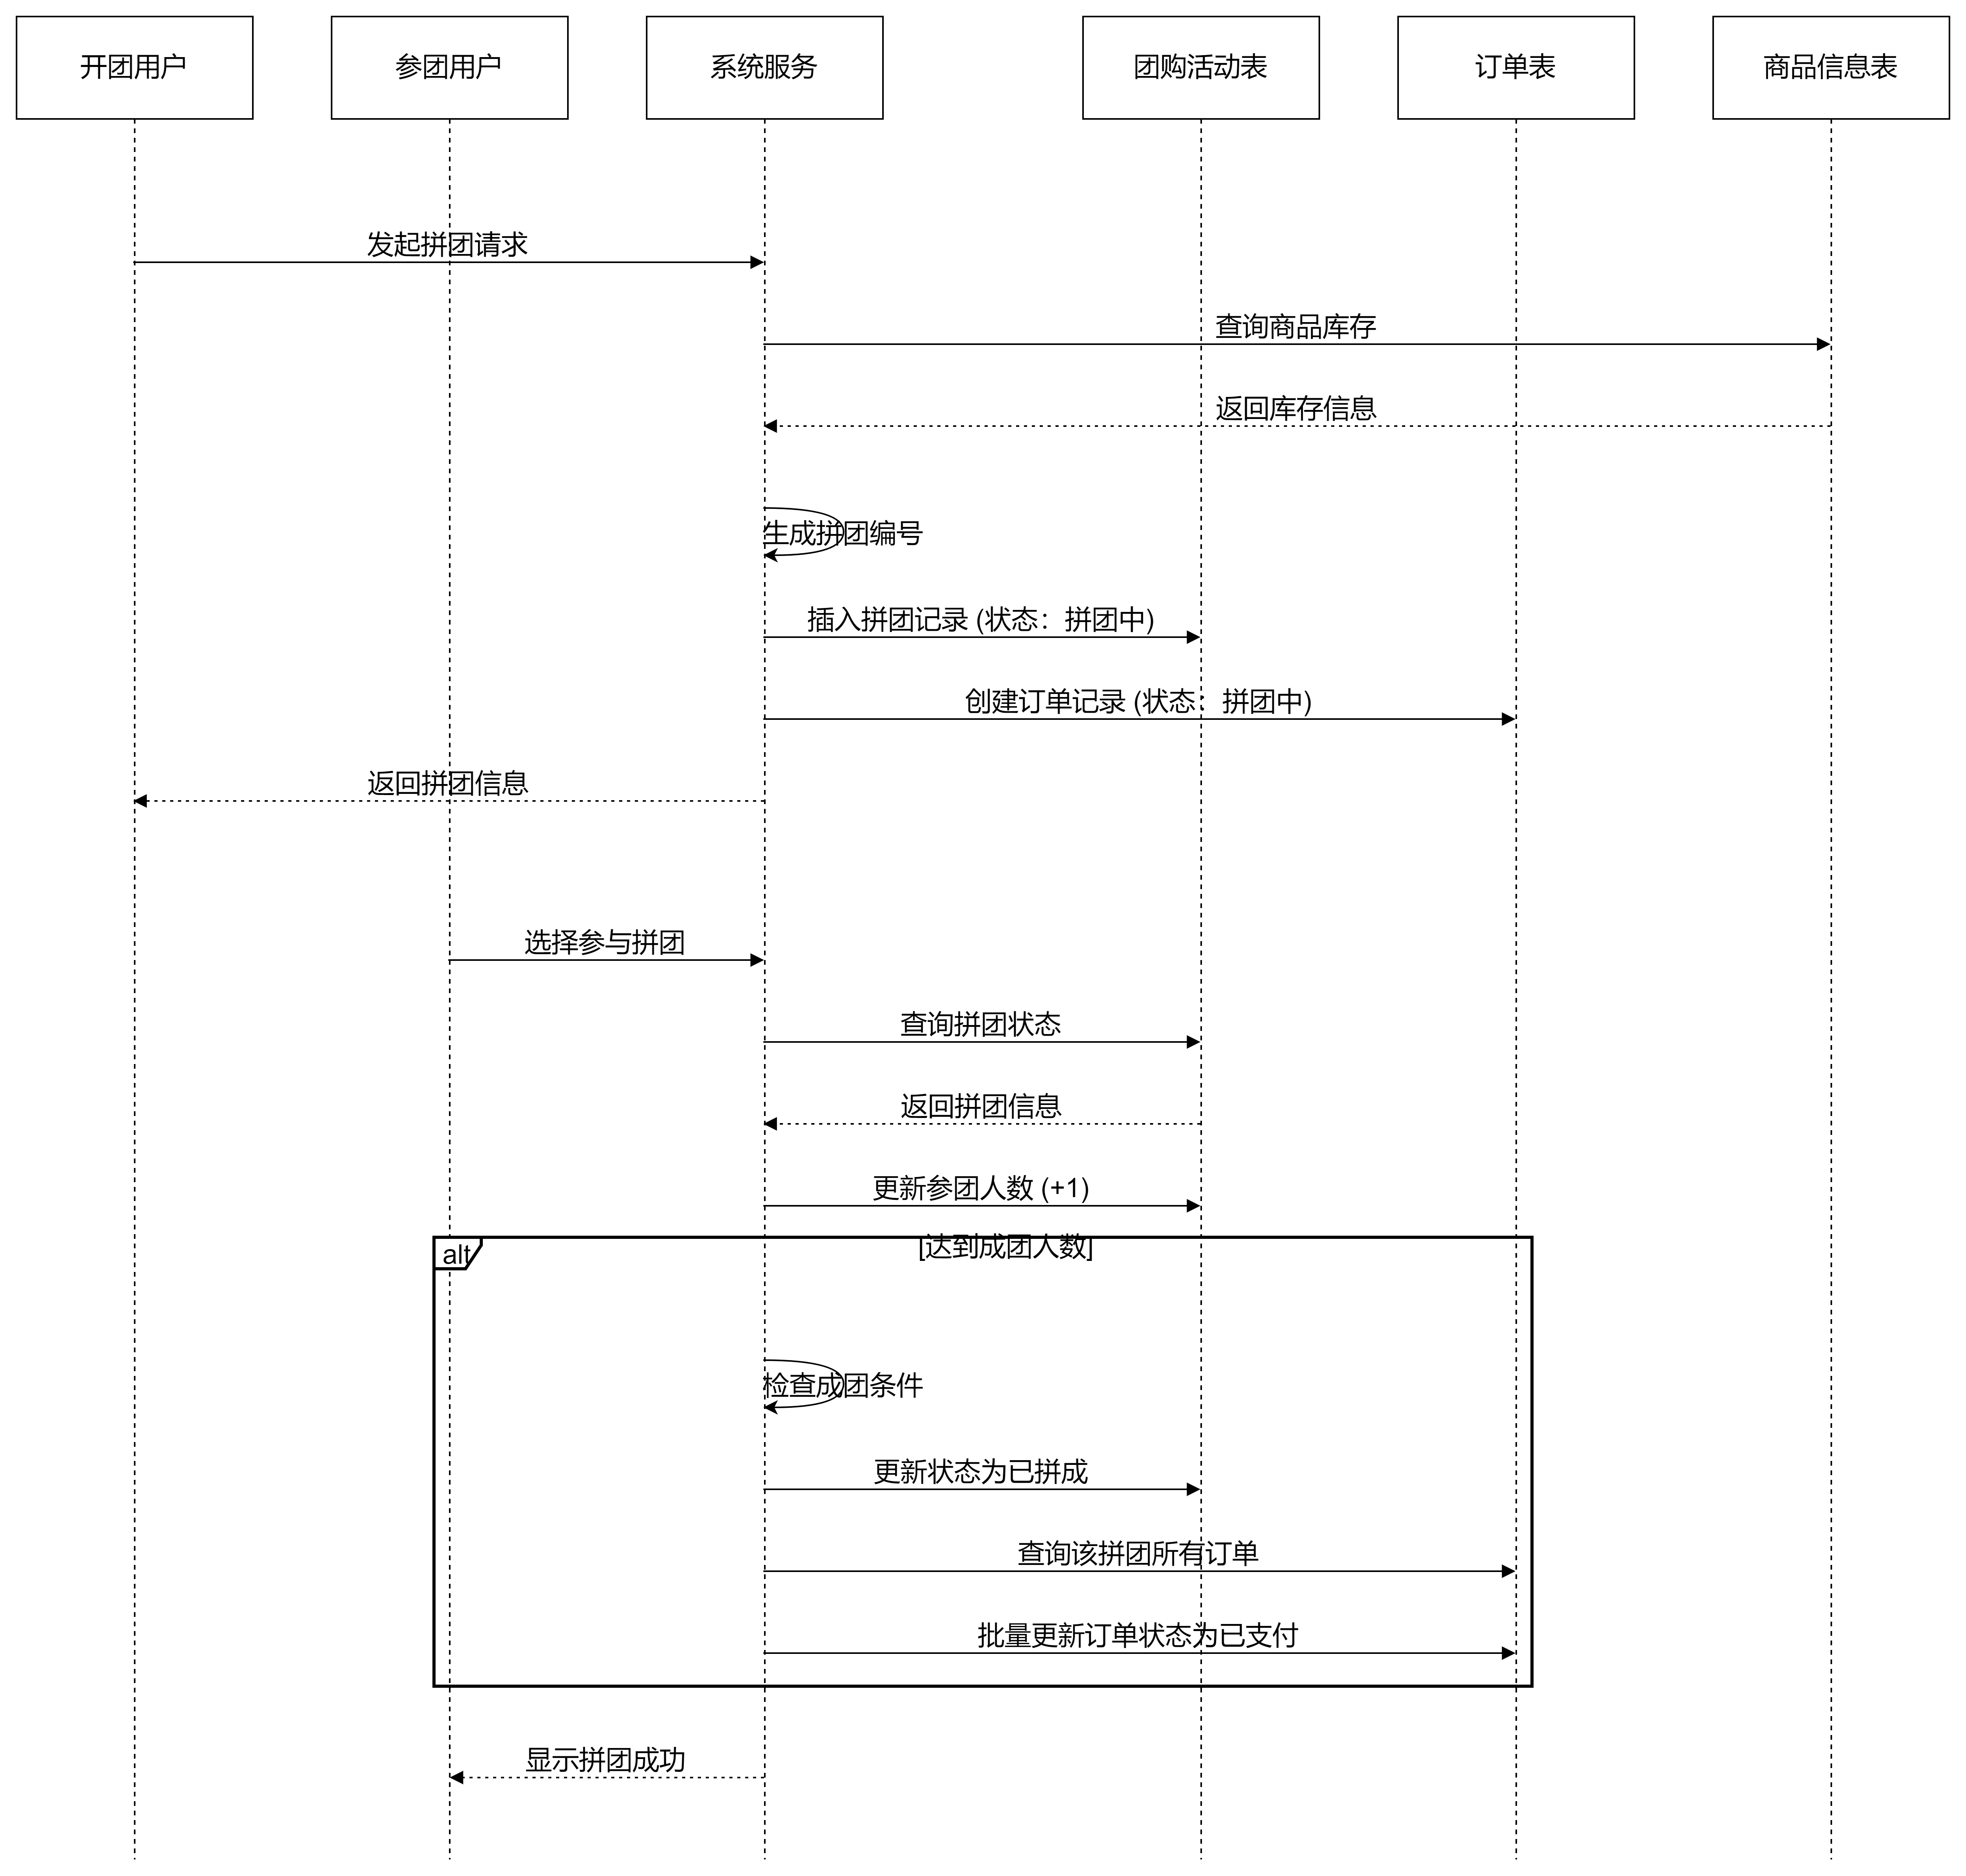 开团用户
参团用户
系统服务
团购活动表
订单表
商品信息表
发起拼团请求
查询商品库存
返回库存信息
生成拼团编号
插入拼团记录 (状态：拼团中)
创建订单记录 (状态：拼团中)
返回拼团信息
选择参与拼团
查询拼团状态
返回拼团信息
更新参团人数 (+1)
alt
[达到成团人数]
检查成团条件
更新状态为已拼成
查询该拼团所有订单
批量更新订单状态为已支付
显示拼团成功